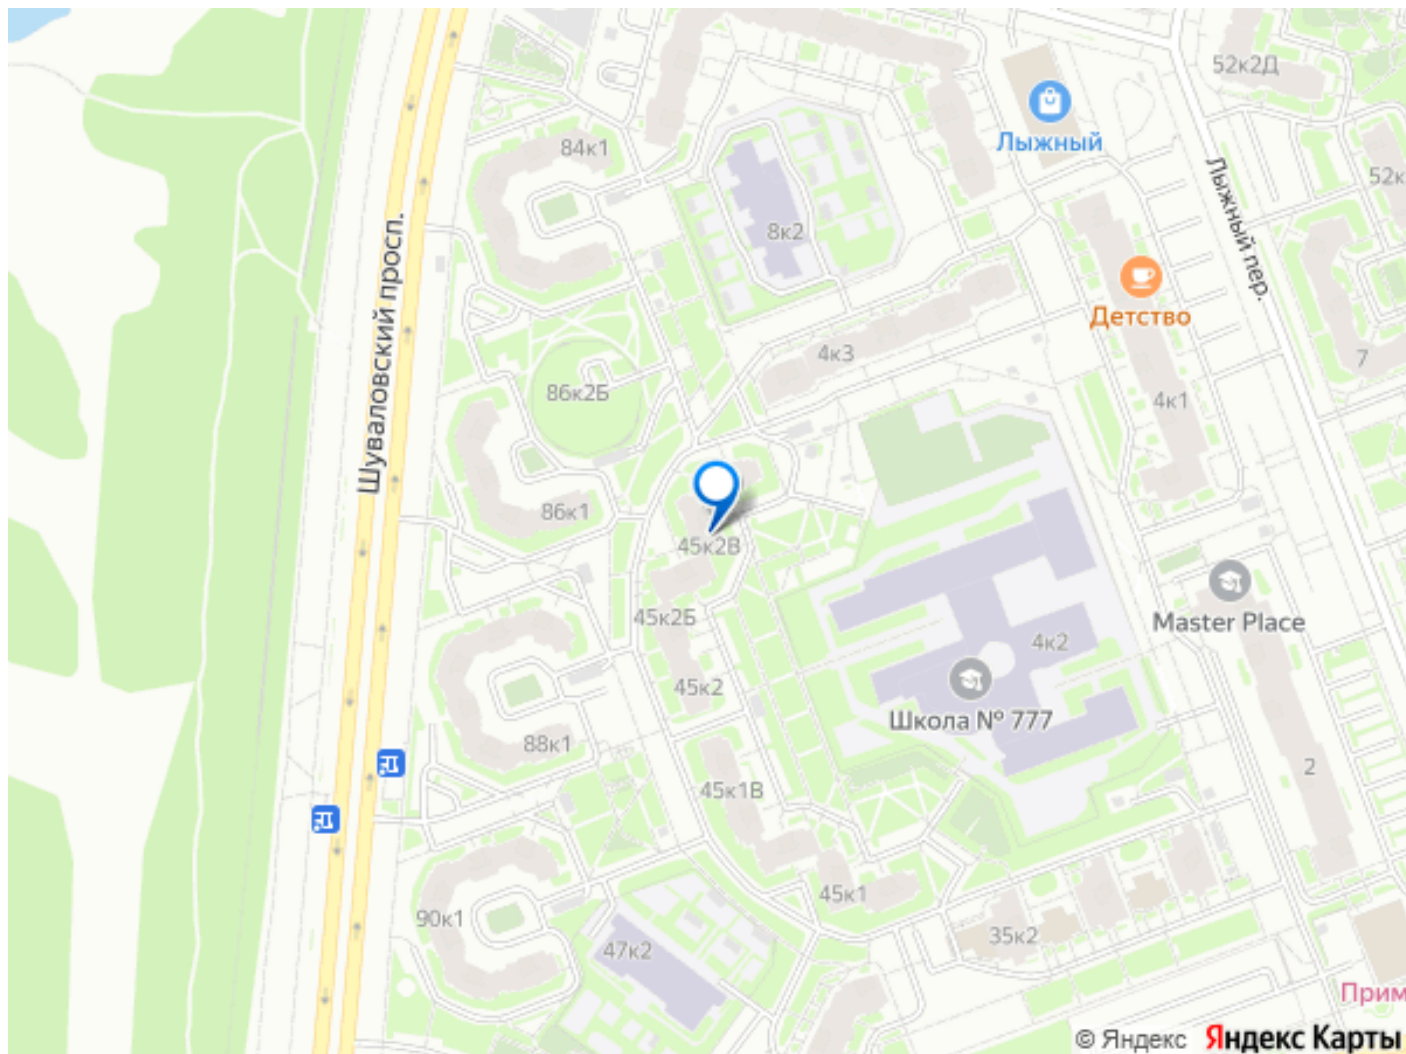 52к2Д
84к1
Лыжный
52к
Лыжный пер.
8к2
Шуваловский просп.
Детство
4к3
7
86к2Б
4к1
86к1
45к2В
45к2Б
Master Place
4к2
45к2
Школа № 777
88к1
2
45к1В
45к1
90к1
35к2
47к2
Прим
© Яндекс Яндекс Карты